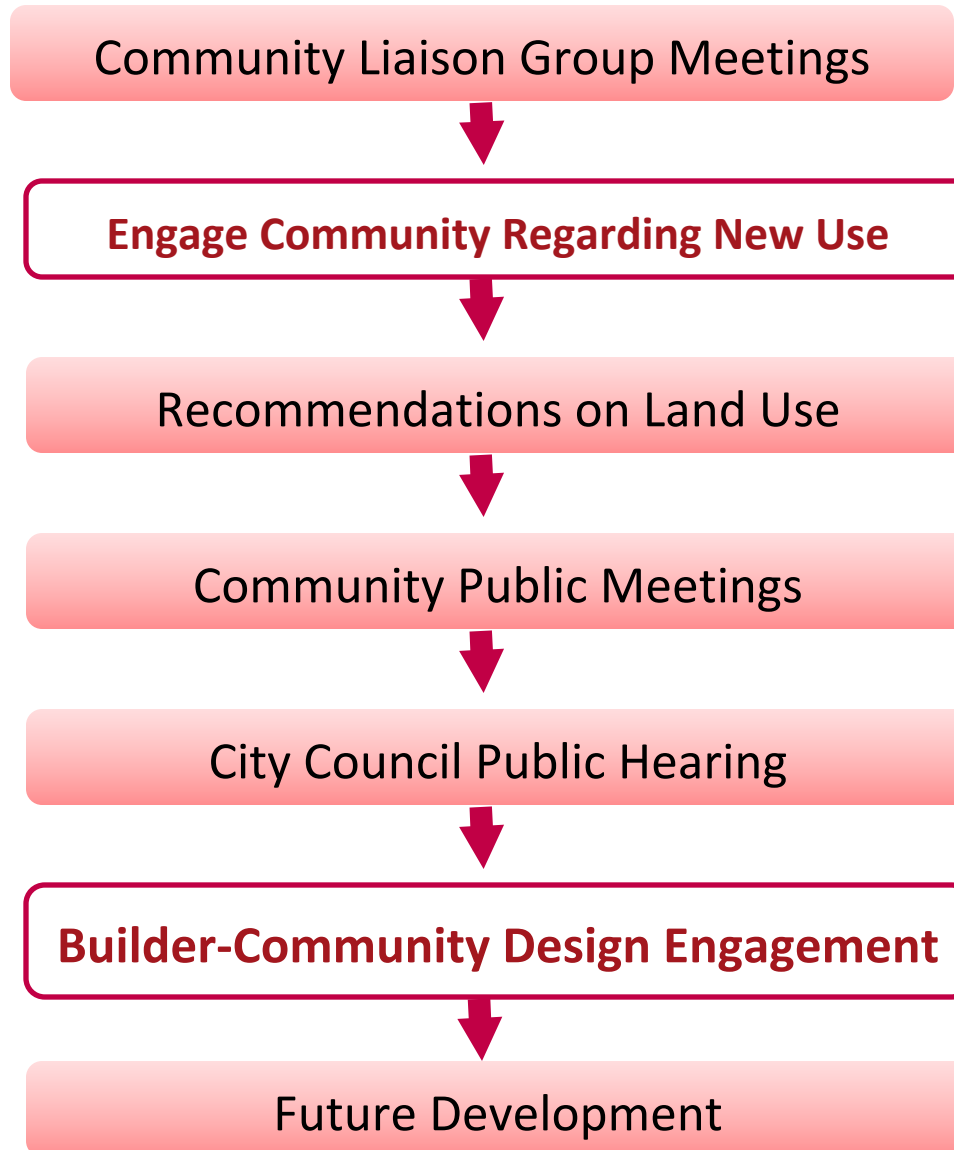 Community Liaison Group Meetings
Engage Community Regarding New Use
Recommendations on Land Use
Community Public Meetings
City Council Public Hearing
Builder-Community Design Engagement
Future Development